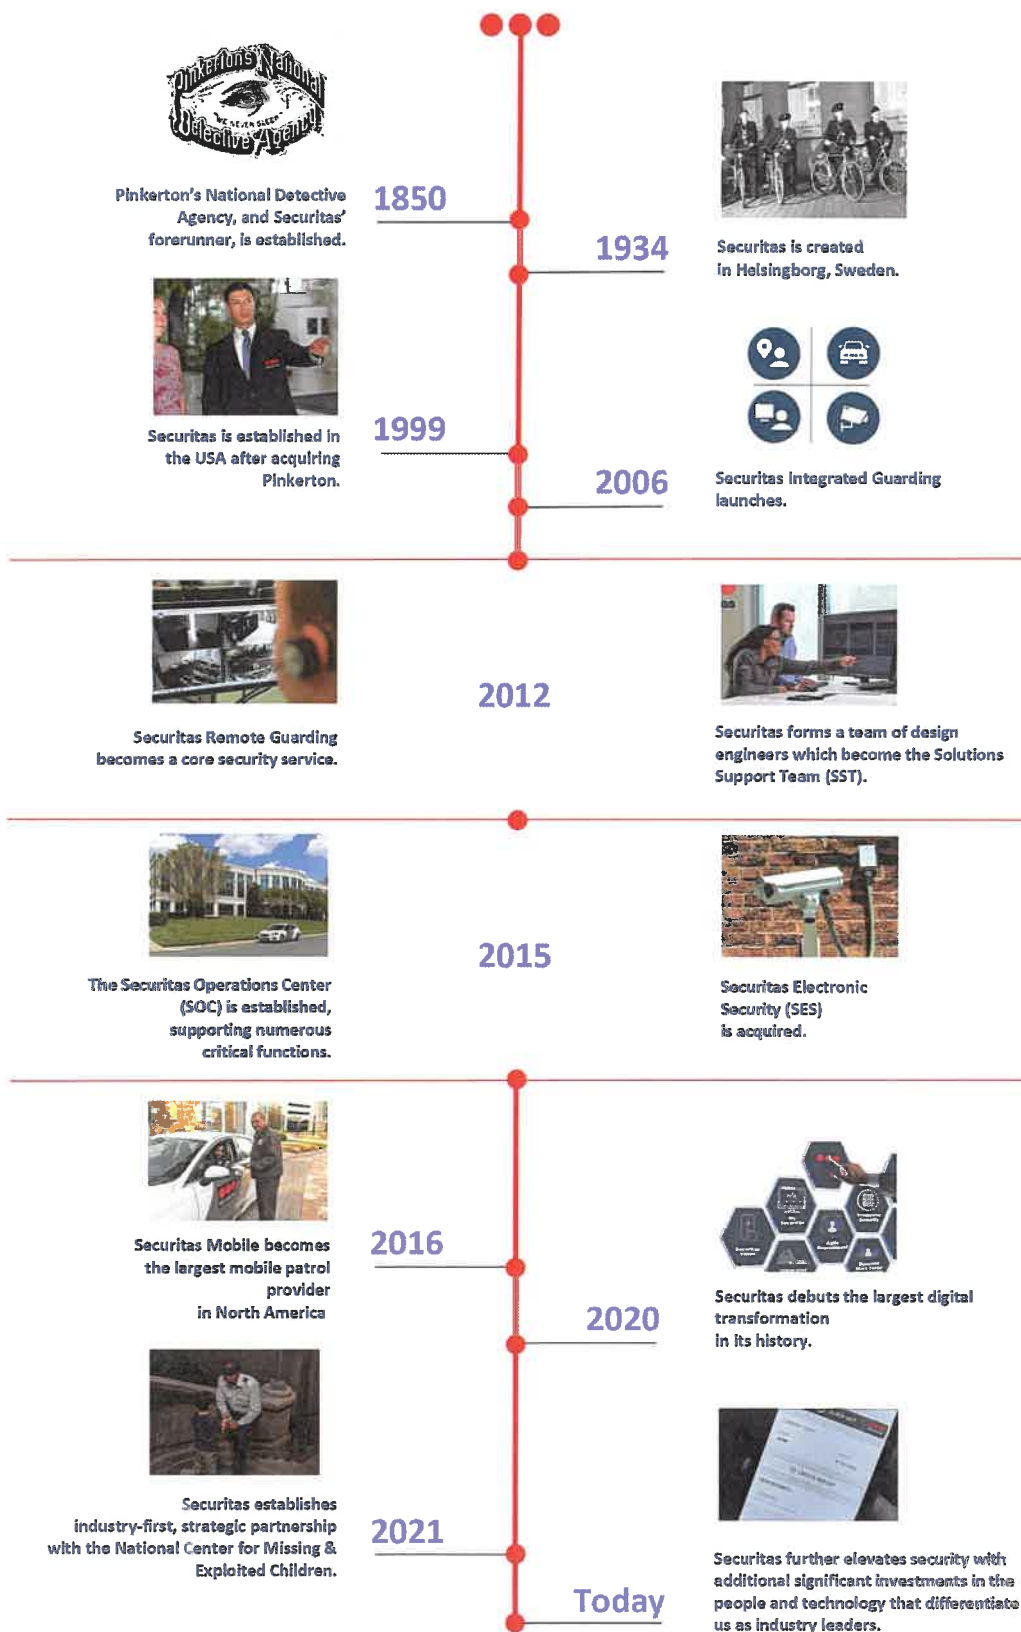 Pinkerton's National
"WE NEVER SLEEP"
Detective Agency
Pinkerton's National Detective
Agency, and Securitas'
forerunner, is established.
1850
1934
Securitas is created
in Helsingborg, Sweden.
Securitas is established in
the USA after acquiring
Pinkerton.
1999
2006
Securitas Integrated Guarding
launches.
Securitas Remote Guarding
becomes a core security service.
2012
Securitas forms a team of design
engineers which become the Solutions
Support Team (SST).
The Securitas Operations Center
(SOC) is established,
supporting numerous
critical functions.
2015
Securitas Electronic
Security (SES)
is acquired.
Securitas Mobile becomes
the largest mobile patrol
provider
in North America
2016
2020
Securitas debuts the largest digital
transformation
in its history.
Securitas establishes
industry-first, strategic partnership
with the National Center for Missing &
Exploited Children.
2021
Today
Securitas further elevates security with
additional significant investments in the
people and technology that differentiate
us as industry leaders.